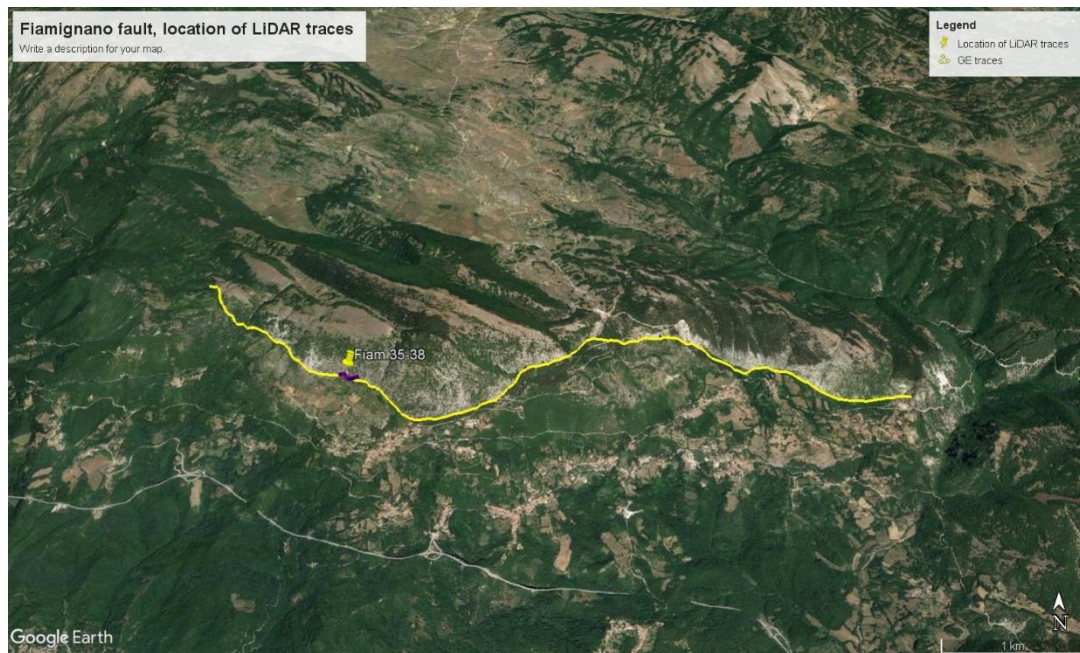 Fiamignano fault, location of LiDAR traces
Write a description for your map.
Legend
Location of LiDAR traces
GE traces
Fiam 35-38
N
Google Earth
1 km